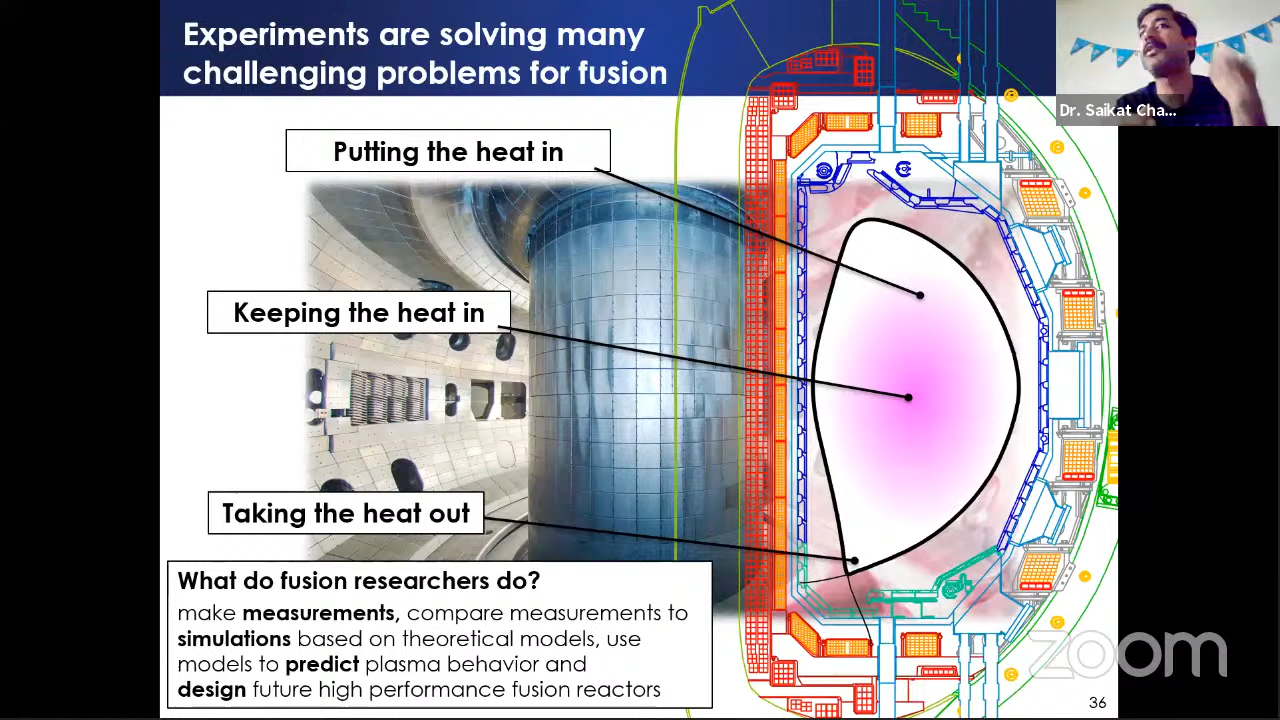 Experiments are solving many
challenging problems for fusion
Dr. Saikat Cha...
Putting the heat in
Keeping the heat in
Taking the heat out
What do fusion researchers do?
make measurements, compare measurements to
simulations based on theoretical models, use
models to predict plasma behavior and
design future high performance fusion reactors
zoom
36